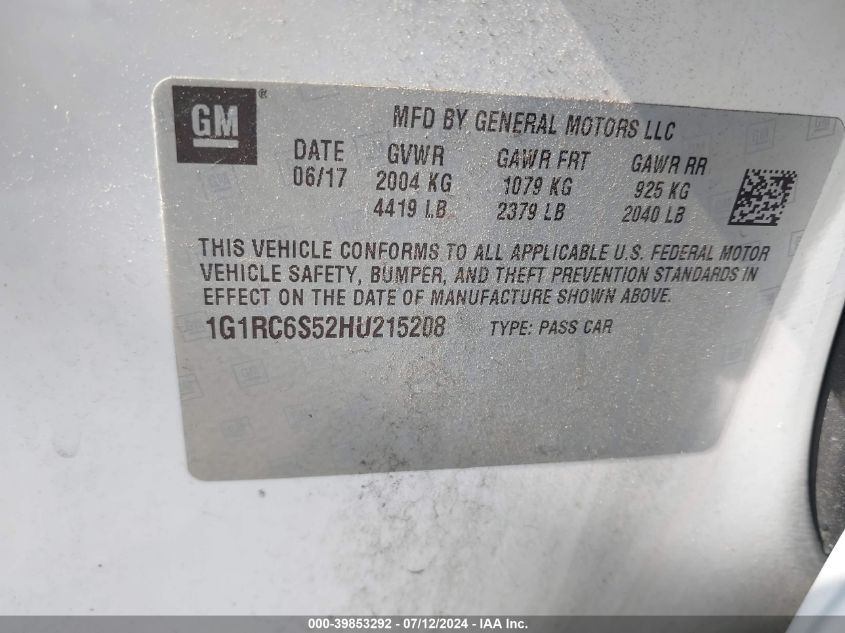 GM®
MFD BY GENERAL MOTORS LLC
DATE GVWR GAWR FRT GAWR RR
06/17 2004 KG 1079 KG 925 KG
4419 LB 2379 LB 2040 LB
THIS VEHICLE CONFORMS TO ALL APPLICABLE U.S. FEDERAL MOTOR
VEHICLE SAFETY, BUMPER, AND THEFT PREVENTION STANDARDS IN
EFFECT ON THE DATE OF MANUFACTURE SHOWN ABOVE.
1G1RC6S52HU215208 TYPE: PASS CAR
000-39853292 - 07/12/2024 - IAA Inc.